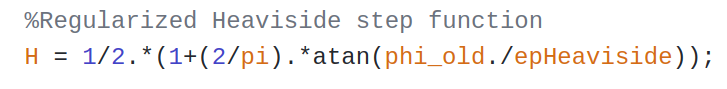 %Regularized Heaviside step function
H = 1/2.*(1+(2/pi).*atan(phi_old./epHeaviside));